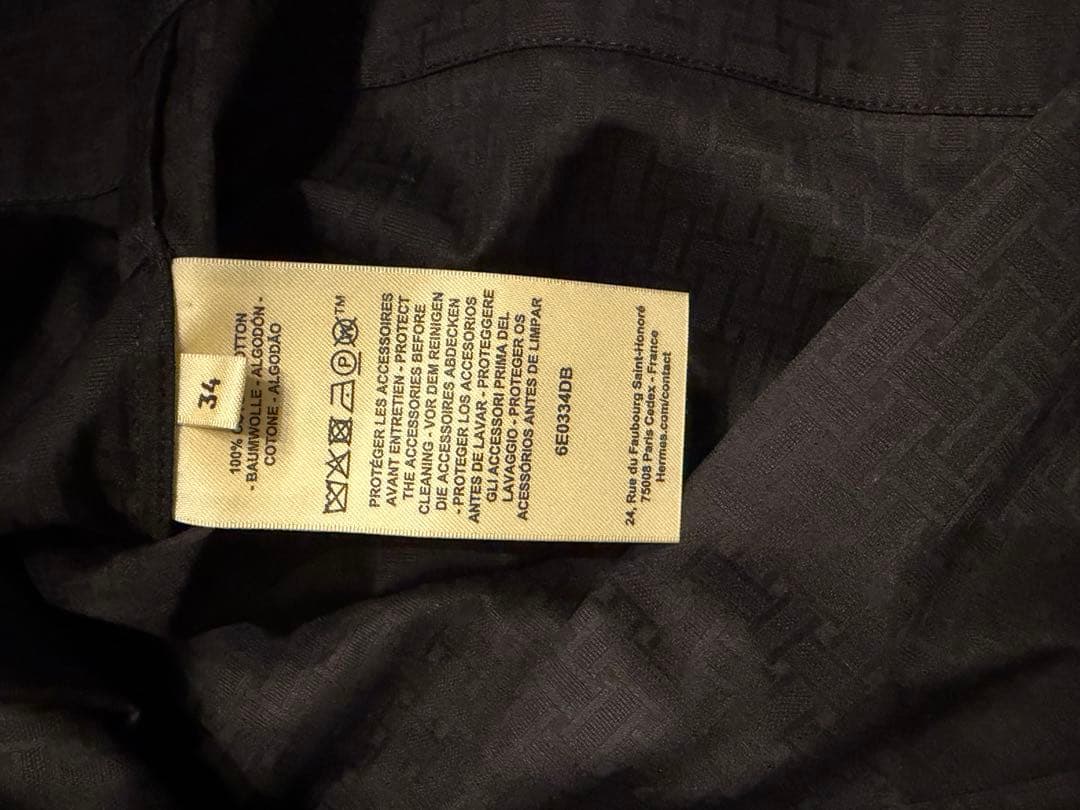 34
100% COTTON
- BAUMWOLLE - ALGODÓN -
COTONE - ALGODÃO
P TM
PROTÉGER LES ACCESSOIRES
AVANT ENTRETIEN - PROTECT
THE ACCESSORIES BEFORE
CLEANING - VOR DEM REINIGEN
DIE ACCESSOIRES ABDECKEN
- PROTEGER LOS ACCESORIOS
ANTES DE LAVAR - PROTEGGERE
GLI ACCESSORI PRIMA DEL
LAVAGGIO - PROTEGER OS
ACESSÓRIOS ANTES DE LIMPAR
6E0334DB
24, Rue du Faubourg Saint-Honoré
75008 Paris Cedex - France
Hermes.com/contact